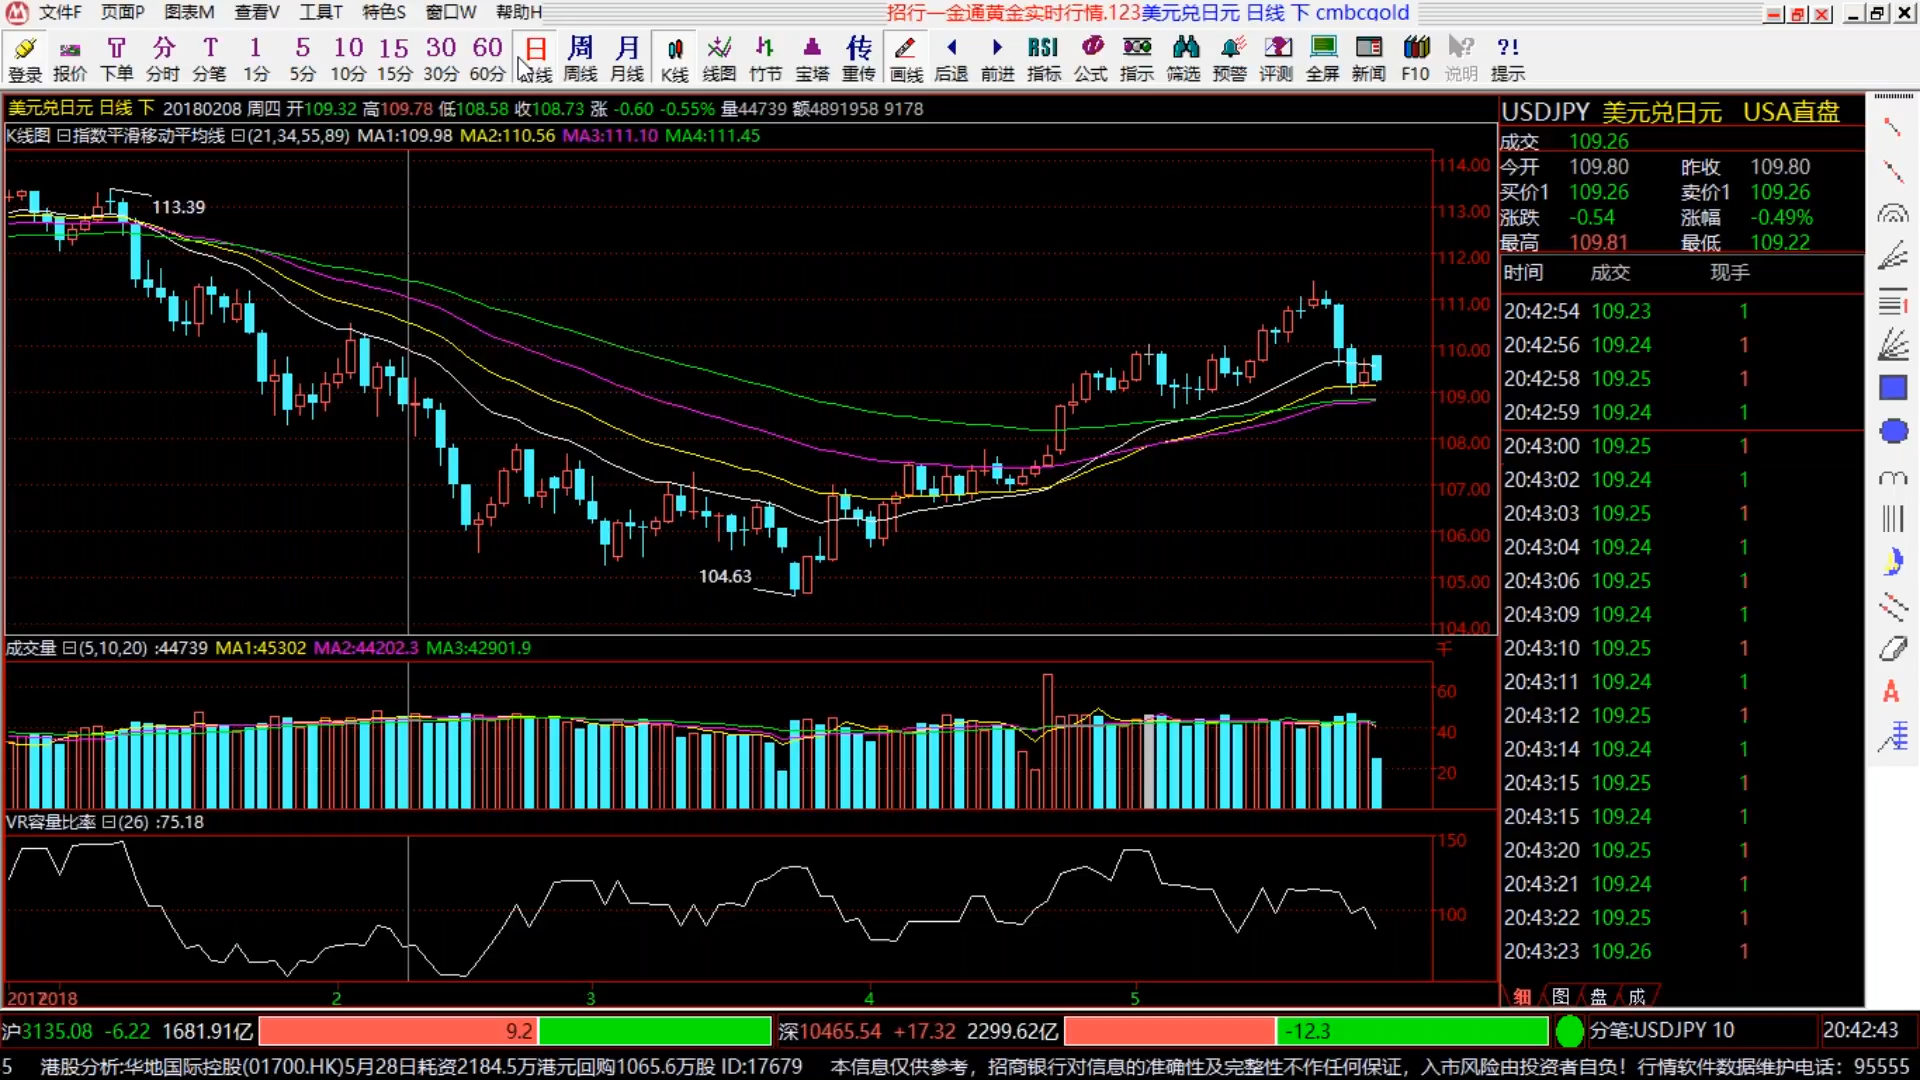 文件F 页面P 图表M 查看V 工具T 特色S 窗口W 帮助H 招行一金通黄金实时行情.123美元兑日元 日线 下 cmbcgold
登录 报价 下单 分时 分笔 1分 5分 10分 15分 30分 60分 日线 周线 月线 K线 线图 竹节 宝塔 重传 画线 后退 前进 指标 公式 指示 筛选 预警 评测 全屏 新闻 F10 说明 提示
美元兑日元 日线 下 20180208 周四 开109.32 高109.78 低108.58 收108.73 涨 -0.60 -0.55% 量44739 额4891958 9178
K线图 指数平滑移动平均线 (21,34,55,89) MA1:109.98 MA2:110.56 MA3:111.10 MA4:111.45
114.00
113.39
113.00
112.00
111.00
110.00
109.00
108.00
107.00
106.00
104.63
105.00
104.00
成交量 (5,10,20) :44739 MA1:45302 MA2:44202.3 MA3:42901.9
千
60
40
20
VR容量比率 (26) :75.18
150
100
2017 2018 2 3 4 5
USDJPY 美元兑日元 USA直盘
成交 109.26
今开 109.80 昨收 109.80
买价1 109.26 卖价1 109.26
涨跌 -0.54 涨幅 -0.49%
最高 109.81 最低 109.22
时间 成交 现手
20:42:54 109.23 1
20:42:56 109.24 1
20:42:58 109.25 1
20:42:59 109.24 1
20:43:00 109.25 1
20:43:02 109.24 1
20:43:03 109.25 1
20:43:04 109.24 1
20:43:06 109.25 1
20:43:09 109.24 1
20:43:10 109.25 1
20:43:11 109.24 1
20:43:12 109.25 1
20:43:14 109.24 1
20:43:15 109.25 1
20:43:15 109.24 1
20:43:20 109.25 1
20:43:21 109.24 1
20:43:22 109.25 1
20:43:23 109.26 1
细 图 盘 成
沪3135.08 -6.22 1681.91亿 9.2 深10465.54 +17.32 2299.62亿 -12.3 分笔:USDJPY 10 20:42:43
5 港股分析:华地国际控股(01700.HK)5月28日耗资2184.5万港元回购1065.6万股 ID:17679 本信息仅供参考，招商银行对信息的准确性及完整性不作任何保证，入市风险由投资者自负！行情软件数据维护电话：95555